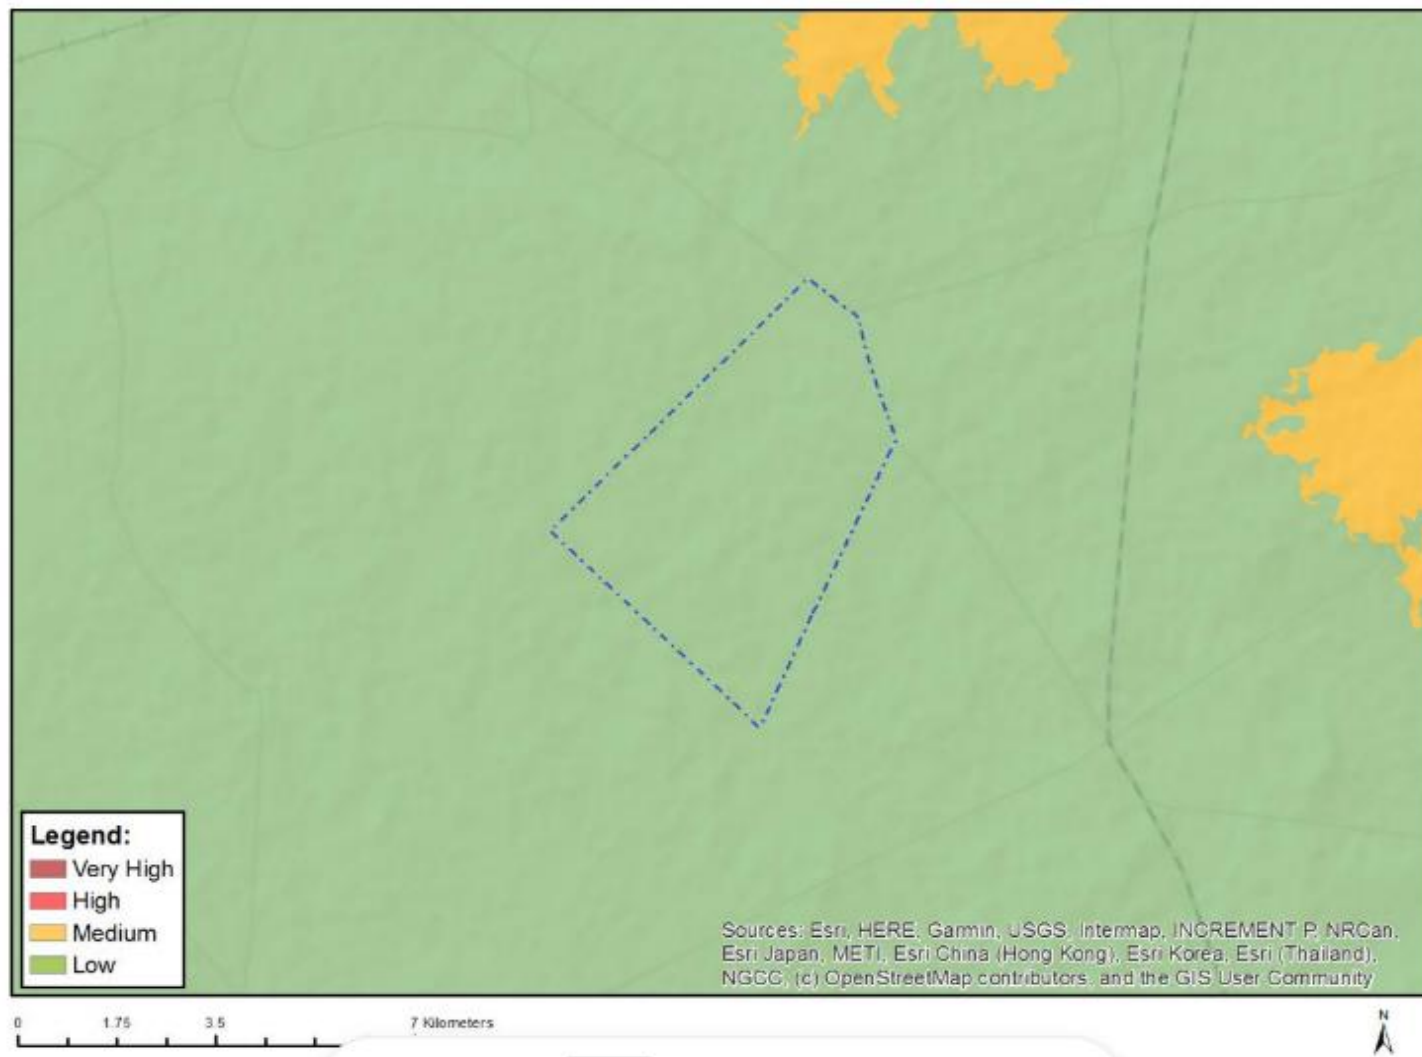 Legend:
Very High
High
Medium
Low
Sources: Esri, HERE, Garmin, USGS, Intermap, INCREMENT P, NRCan,
Esri Japan, METI, Esri China (Hong Kong), Esri Korea, Esri (Thailand),
NGCC, (c) OpenStreetMap contributors, and the GIS User Community
0 1.75 3.5 7 Kilometers
N